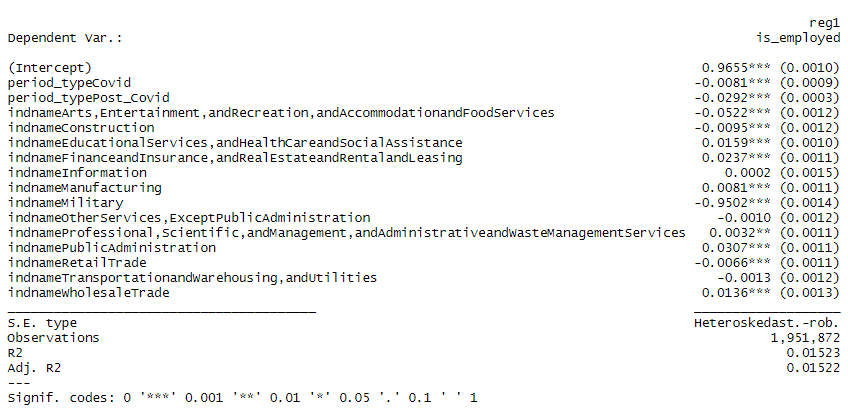 reg1
Dependent Var.: is_employed
(Intercept) 0.9655*** (0.0010)
period_typeCovid -0.0081*** (0.0009)
period_typePost_Covid -0.0292*** (0.0003)
indnameArts,Entertainment,andRecreation,andAccommodationandFoodServices -0.0522*** (0.0012)
indnameConstruction -0.0095*** (0.0012)
indnameEducationalServices,andHealthCareandSocialAssistance 0.0159*** (0.0010)
indnameFinanceandInsurance,andRealEstateandRentalandLeasing 0.0237*** (0.0011)
indnameInformation 0.0002 (0.0015)
indnameManufacturing 0.0081*** (0.0011)
indnameMilitary -0.9502*** (0.0014)
indnameOtherServices,ExceptPublicAdministration -0.0010 (0.0012)
indnameProfessional,Scientific,andManagement,andAdministrativeandWasteManagementServices 0.0032** (0.0011)
indnamePublicAdministration 0.0307*** (0.0011)
indnameRetailTrade -0.0066*** (0.0011)
indnameTransportationandWarehousing,andUtilities -0.0013 (0.0012)
indnameWholesaleTrade 0.0136*** (0.0013)
________________________________________ ___________________
S.E. type Heteroskedast.-rob.
Observations 1,951,872
R2 0.01523
Adj. R2 0.01522
---
Signif. codes: 0 '***' 0.001 '**' 0.01 '*' 0.05 '.' 0.1 ' ' 1